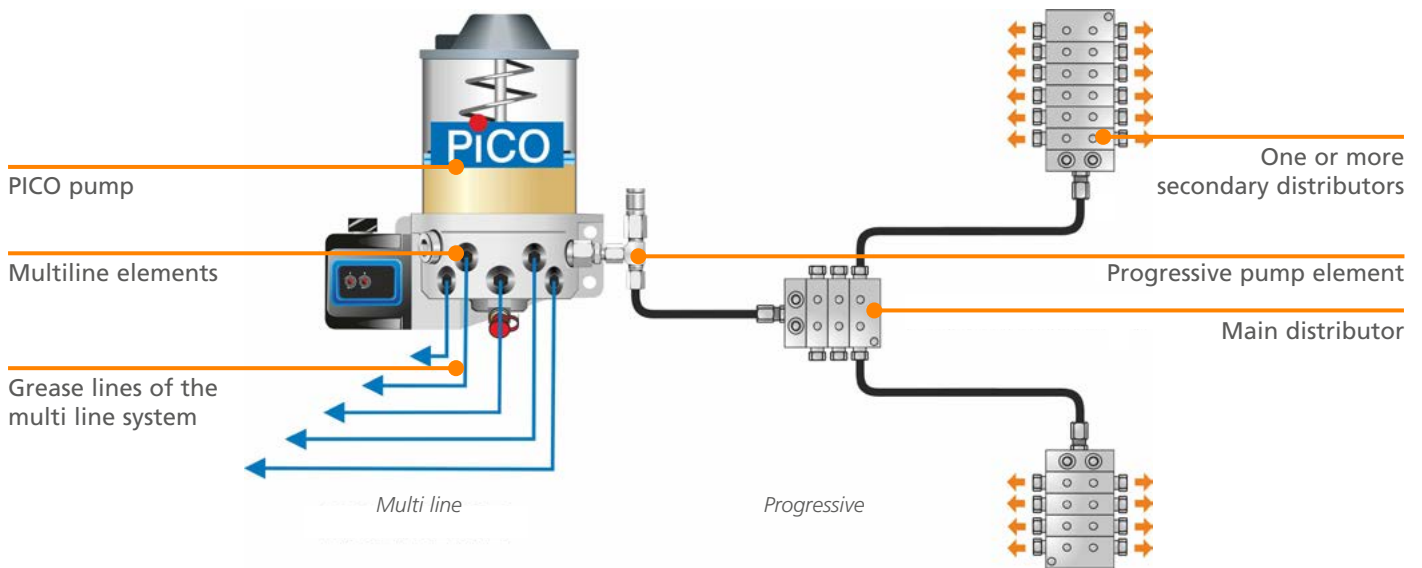 PiCO
PICO pump
Multiline elements
Grease lines of the
multi line system
Multi line
Progressive
One or more
secondary distributors
Progressive pump element
Main distributor